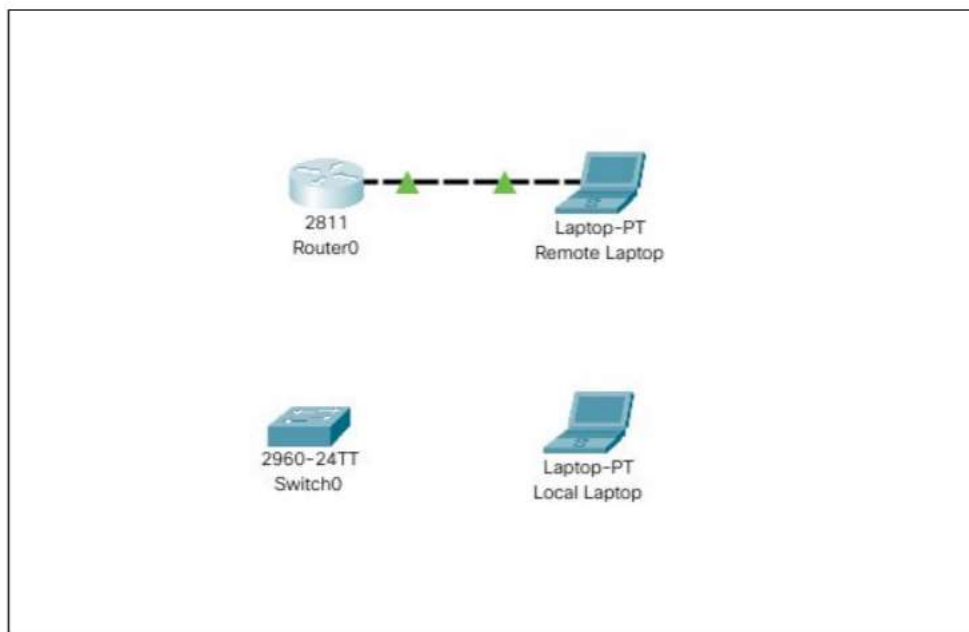 2811
Router0
Laptop-PT
Remote Laptop
2960-24TT
Switch0
Laptop-PT
Local Laptop